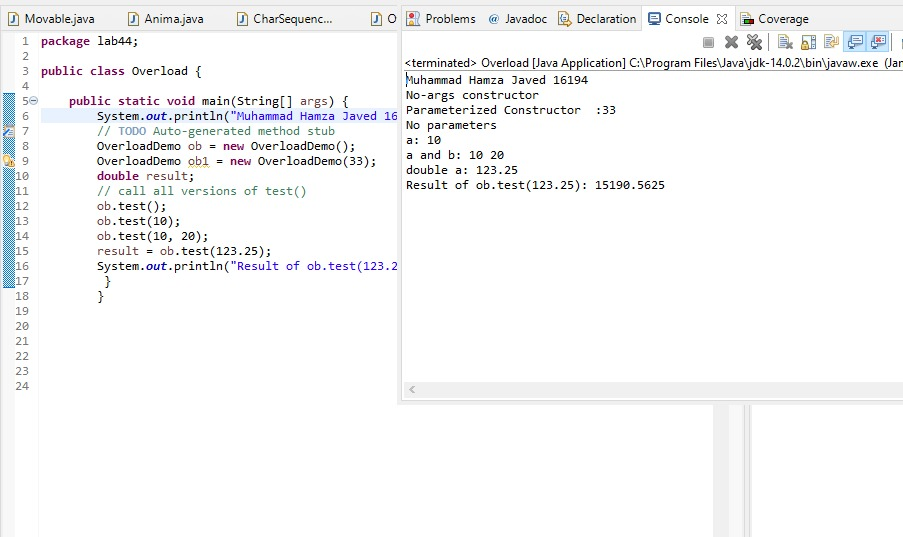 Movable.java Anima.java CharSequenc... O
1 package lab44;
2
3 public class Overload {
4
5 public static void main(String[] args) {
6 System.out.println("Muhammad Hamza Javed 16
7 // TODO Auto-generated method stub
8 OverloadDemo ob = new OverloadDemo();
9 OverloadDemo ob1 = new OverloadDemo(33);
10 double result;
11 // call all versions of test()
12 ob.test();
13 ob.test(10);
14 ob.test(10, 20);
15 result = ob.test(123.25);
16 System.out.println("Result of ob.test(123.2
17 }
18 }
19
20
21
22
23
24
Problems @ Javadoc Declaration Console Coverage
<terminated> Overload [Java Application] C:\Program Files\Java\jdk-14.0.2\bin\javaw.exe (Jan
Muhammad Hamza Javed 16194
No-args constructor
Parameterized Constructor :33
No parameters
a: 10
a and b: 10 20
double a: 123.25
Result of ob.test(123.25): 15190.5625